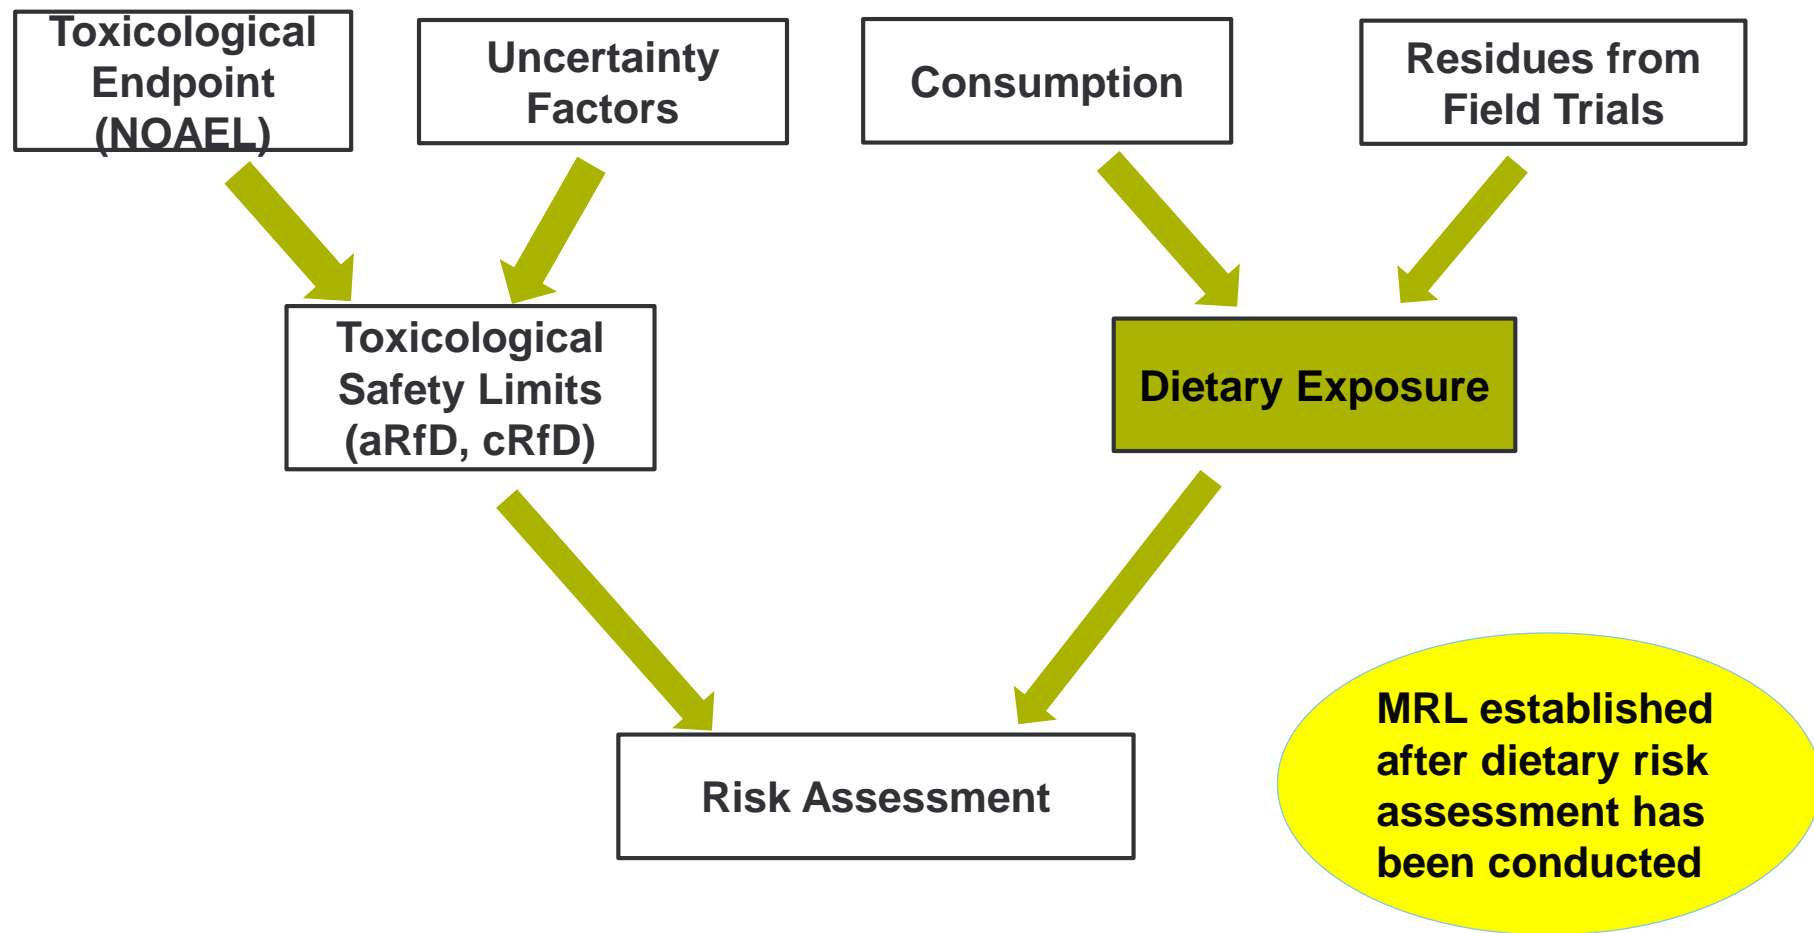 Toxicological
Endpoint
(NOAEL)
Uncertainty
Factors
Consumption
Residues from
Field Trials
Toxicological
Safety Limits
(aRfD, cRfD)
Dietary Exposure
Risk Assessment
MRL established
after dietary risk
assessment has
been conducted